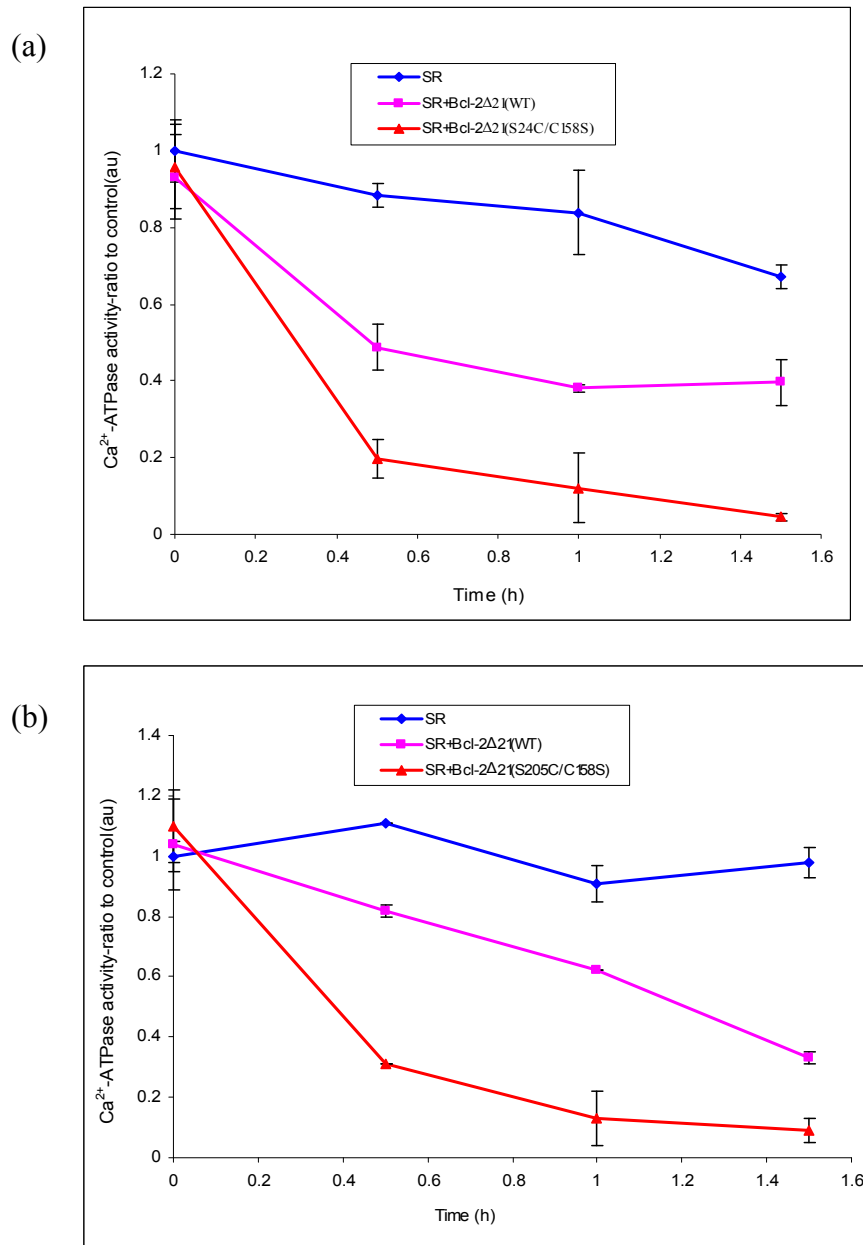 (a)
SR
SR+Bcl-2Δ21(WT)
SR+Bcl-2Δ21(S24C/C158S)
Ca2+-ATPase activity-ratio to control(au)
1.2
1
0.8
0.6
0.4
0.2
0
0 0.2 0.4 0.6 0.8 1 1.2 1.4 1.6
Time (h)
(b)
SR
SR+Bcl-2Δ21(WT)
SR+Bcl-2Δ21(S205C/C158S)
Ca2+-ATPase activity-ratio to control(au)
1.4
1.2
1
0.8
0.6
0.4
0.2
0
0 0.2 0.4 0.6 0.8 1 1.2 1.4 1.6
Time (h)